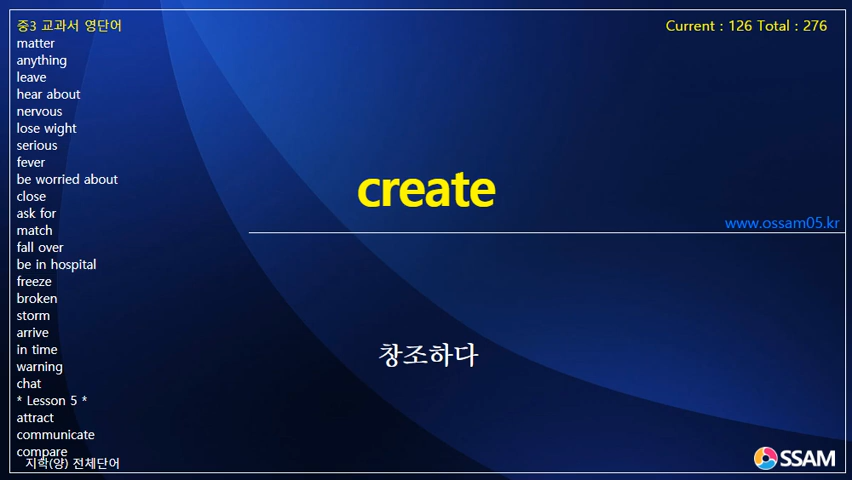 중3 교과서 영단어
Current : 126 Total : 276
matter
anything
leave
hear about
nervous
lose wight
serious
fever
be worried about
close
ask for
match
fall over
be in hospital
freeze
broken
storm
arrive
in time
warning
chat
* Lesson 5 *
attract
communicate
compare
지학(양) 전체단어
create
www.ossam05.kr
창조하다
OSSAM